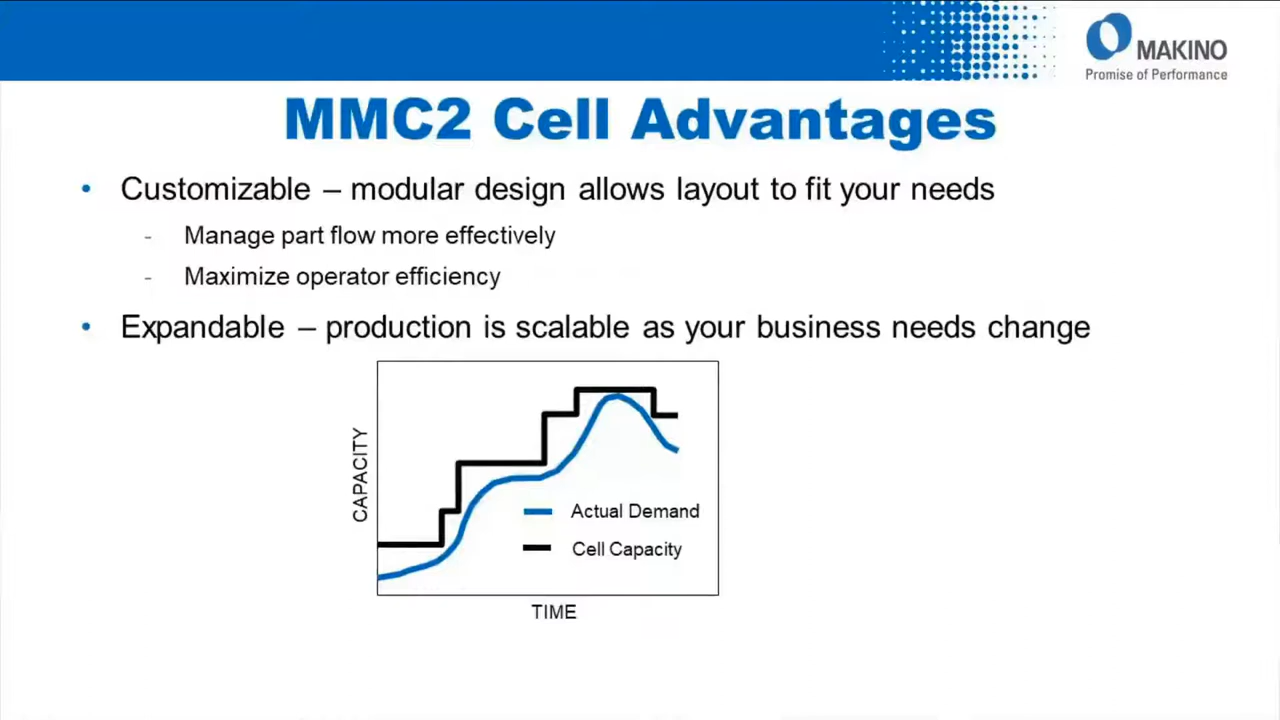 MAKINO
Promise of Performance
MMC2 Cell Advantages
• Customizable – modular design allows layout to fit your needs
- Manage part flow more effectively
- Maximize operator efficiency
• Expandable – production is scalable as your business needs change
CAPACITY
Actual Demand
Cell Capacity
TIME